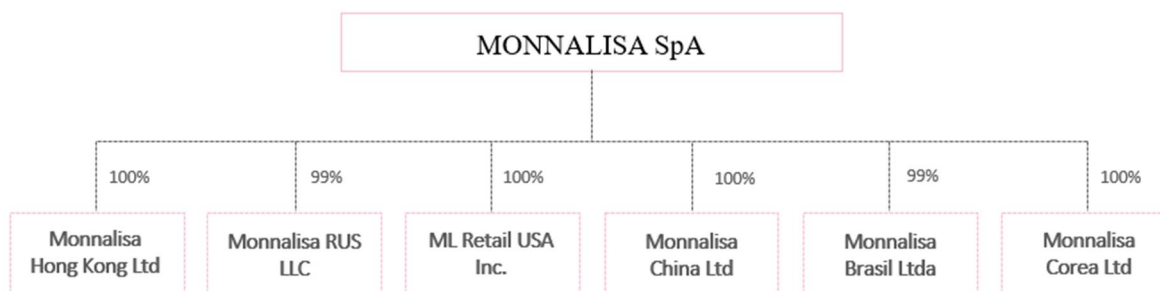 MONNALISA SpA
100%
99%
100%
100%
99%
100%
Monnalisa
Hong Kong Ltd
Monnalisa RUS
LLC
ML Retail USA
Inc.
Monnalisa
China Ltd
Monnalisa
Brasil Ltda
Monnalisa
Corea Ltd